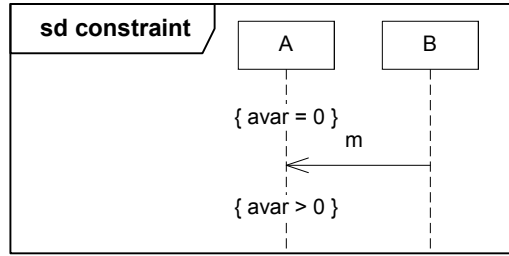 sd constraint
A
B
{ avar = 0 }
m
{ avar > 0 }